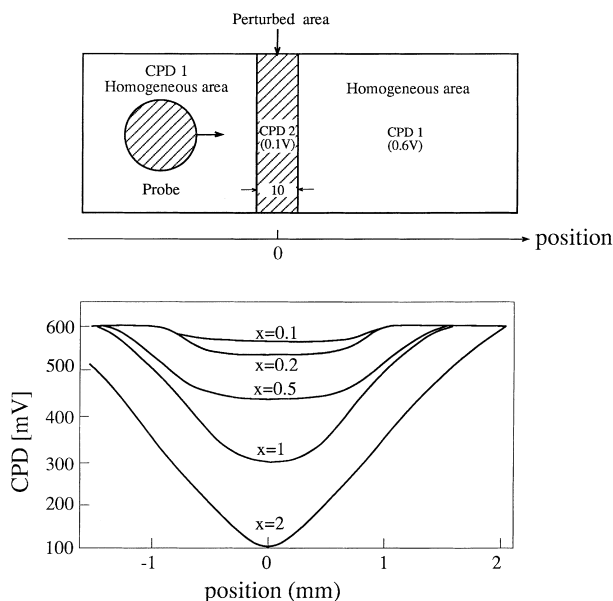 Perturbed area
CPD 1
Homogeneous area
Homogeneous area
CPD 2
(0.1V)
CPD 1
(0.6V)
Probe
10
position
0
600
500
400
300
200
100
CPD [mV]
x=0.1
x=0.2
x=0.5
x=1
x=2
-1
0
1
2
position (mm)